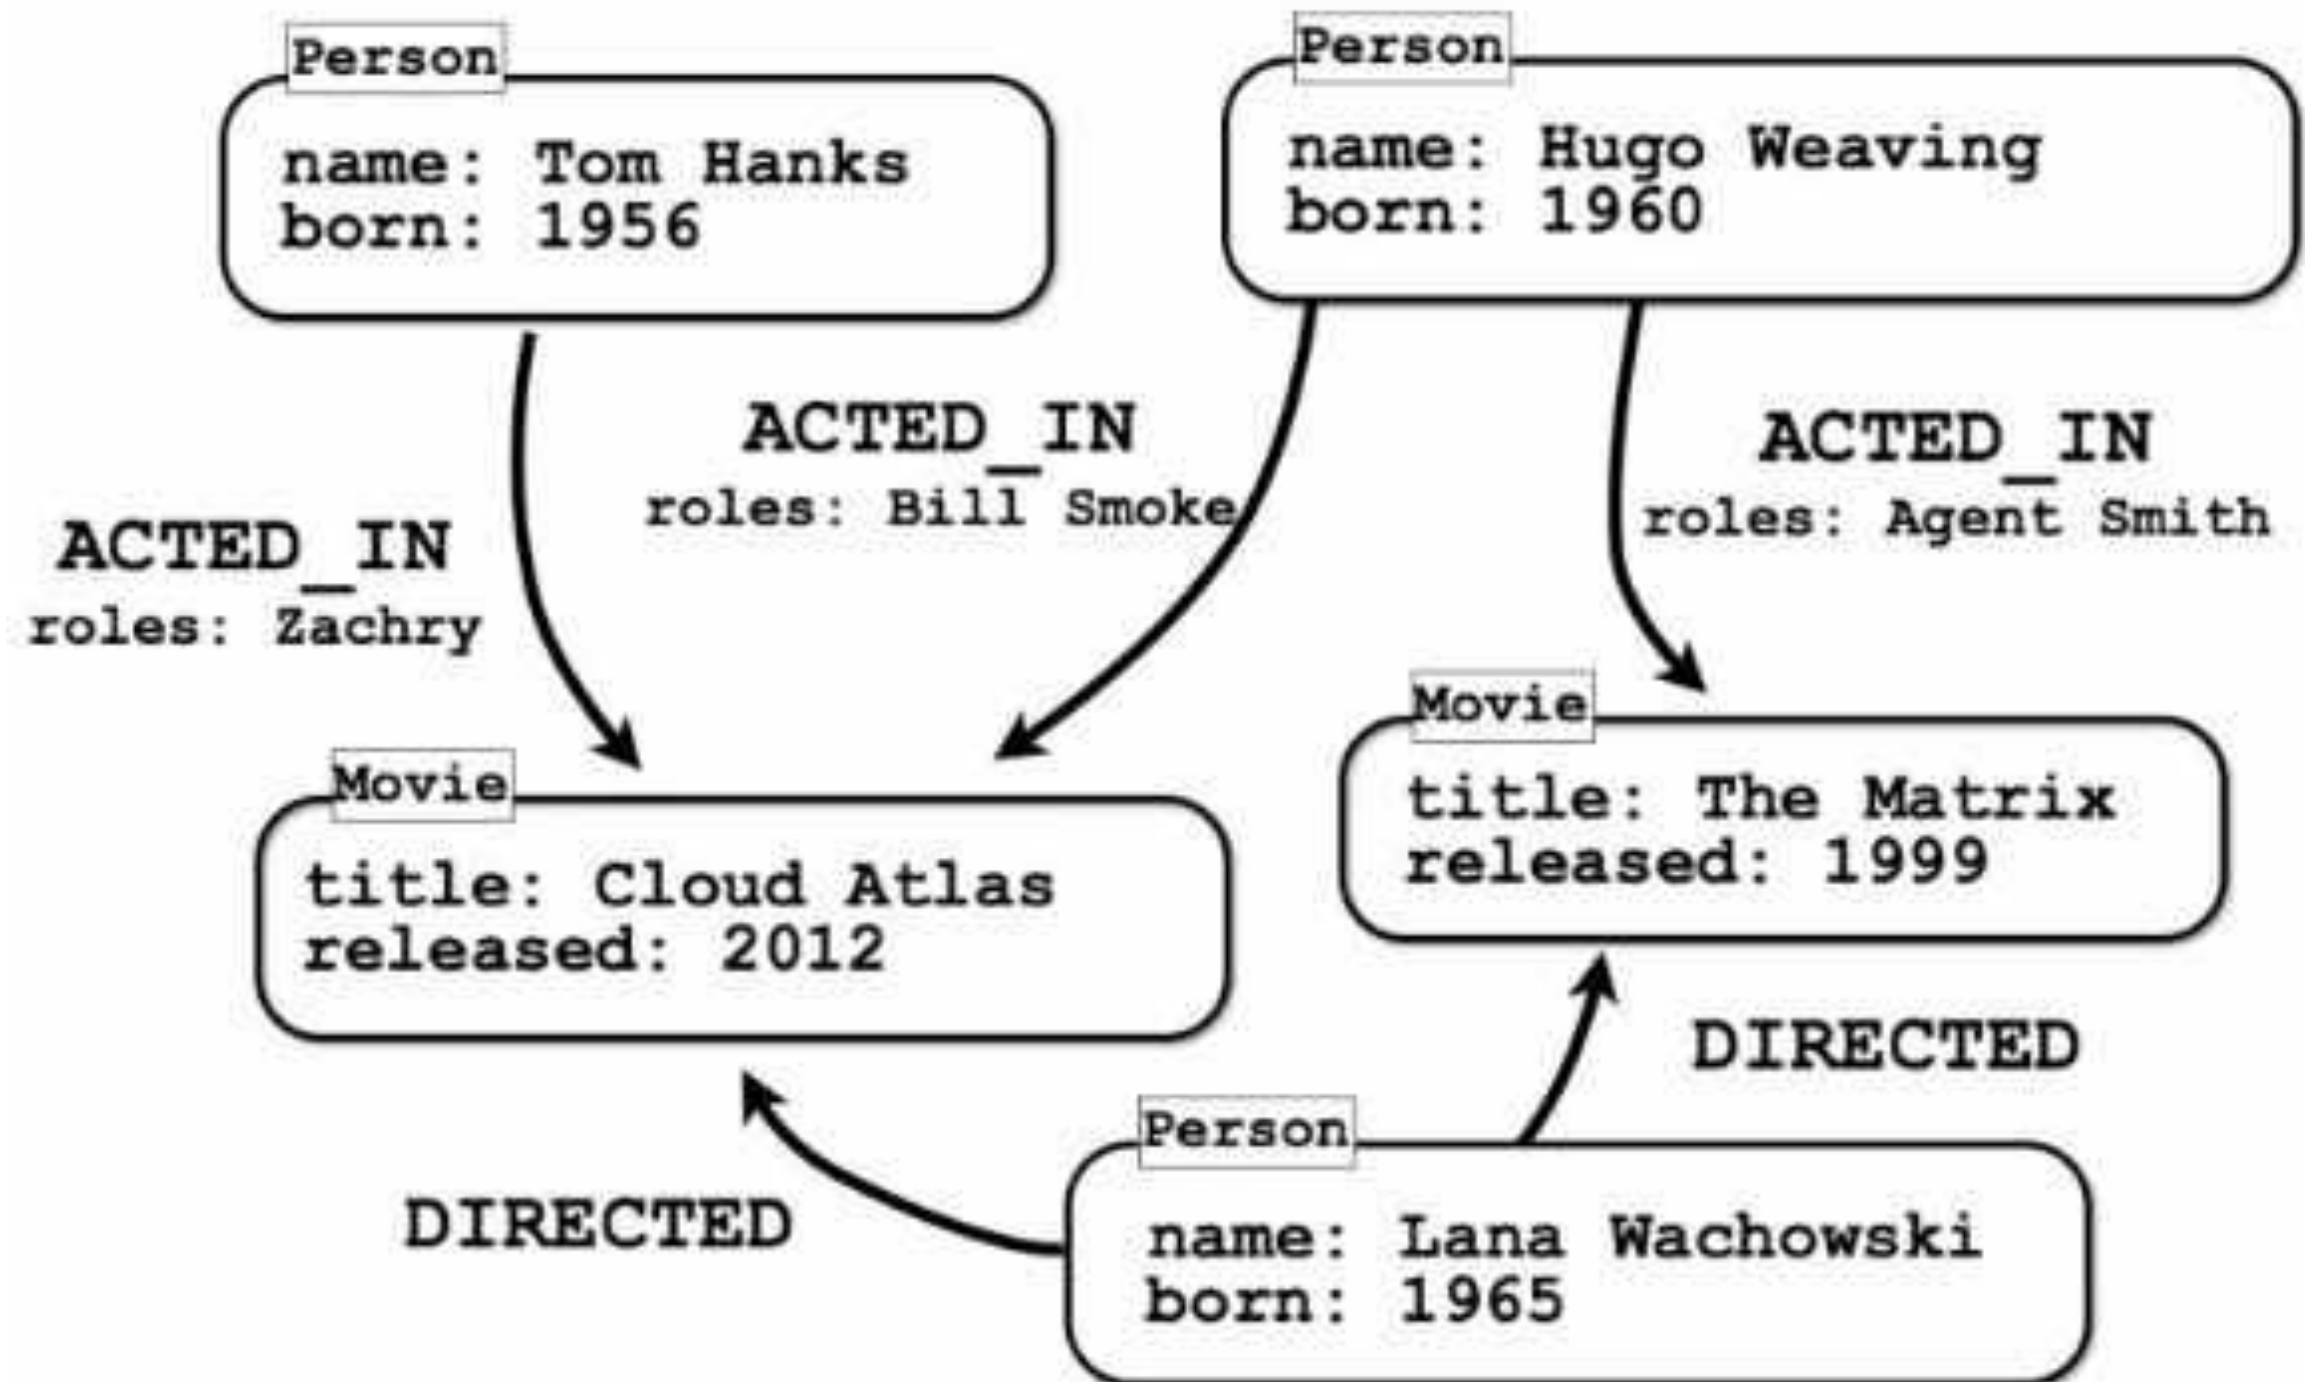 Person
name: Tom Hanks
born: 1956
Person
name: Hugo Weaving
born: 1960
ACTED_IN
roles: Zachry
ACTED_IN
roles: Bill Smoke
ACTED_IN
roles: Agent Smith
Movie
title: Cloud Atlas
released: 2012
Movie
title: The Matrix
released: 1999
DIRECTED
DIRECTED
Person
name: Lana Wachowski
born: 1965